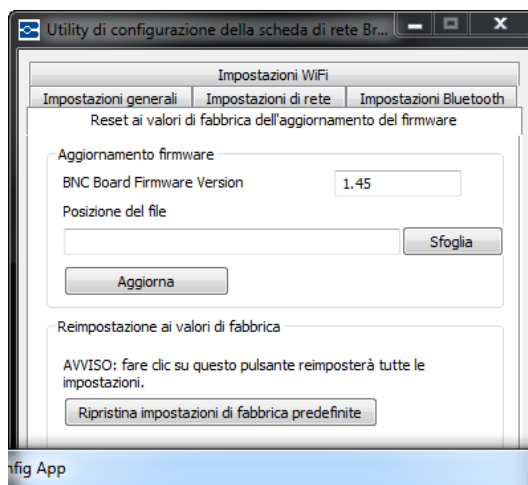 Utility di configurazione della scheda di rete Br...
Impostazioni WiFi
Impostazioni generali Impostazioni di rete Impostazioni Bluetooth
Reset ai valori di fabbrica dell'aggiornamento del firmware
Aggiornamento firmware
BNC Board Firmware Version 1.45
Posizione del file
Sfoglia
Aggiorna
Reimpostazione ai valori di fabbrica
AVVISO: fare clic su questo pulsante reimposterà tutte le
impostazioni.
Ripristina impostazioni di fabbrica predefinite
nfig App